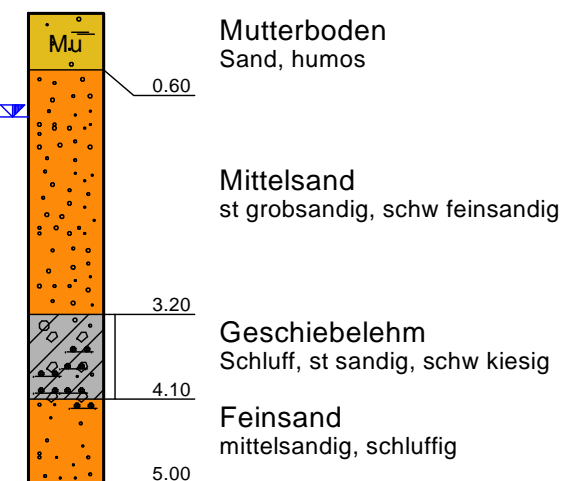 Mutterboden
Sand, humos
Mu
0.60
Mittelsand
st grobsandig, schw feinsandig
3.20
Geschiebelehm
Schluff, st sandig, schw kiesig
4.10
Feinsand
mittelsandig, schluffig
5.00